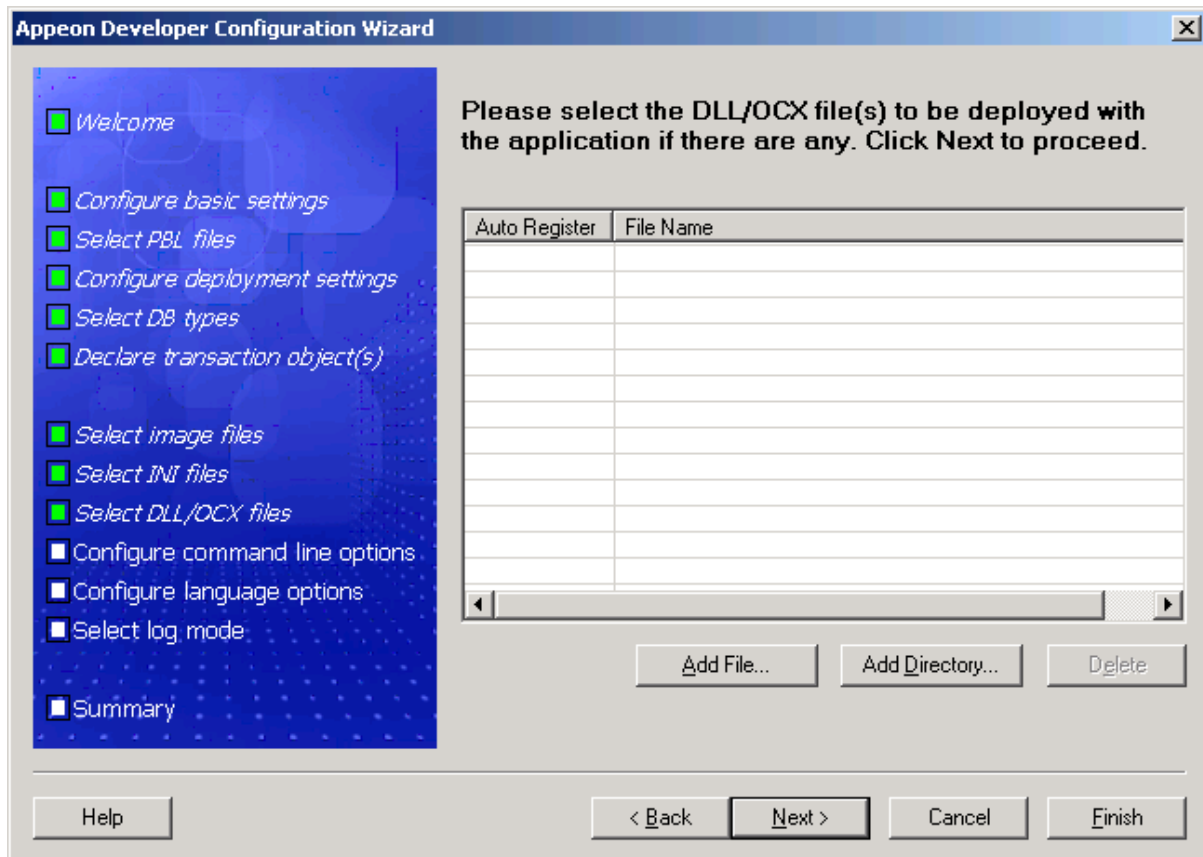 Appeon Developer Configuration Wizard
Welcome
Configure basic settings
Select PBL files
Configure deployment settings
Select DB types
Declare transaction object(s)
Select image files
Select INI files
Select DLL/OCX files
Configure command line options
Configure language options
Select log mode
Summary
Please select the DLL/OCX file(s) to be deployed with
the application if there are any. Click Next to proceed.
Auto Register File Name
Add File... Add Directory... Delete
Help < Back Next > Cancel Finish